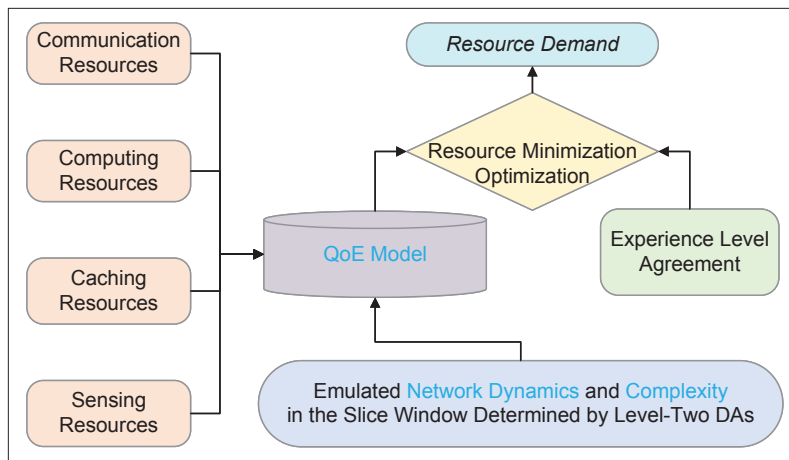 Communication
Resources
Computing
Resources
Caching
Resources
Sensing
Resources
Resource Demand
Resource Minimization
Optimization
QoE Model
Experience Level
Agreement
Emulated Network Dynamics and Complexity
in the Slice Window Determined by Level-Two DAs